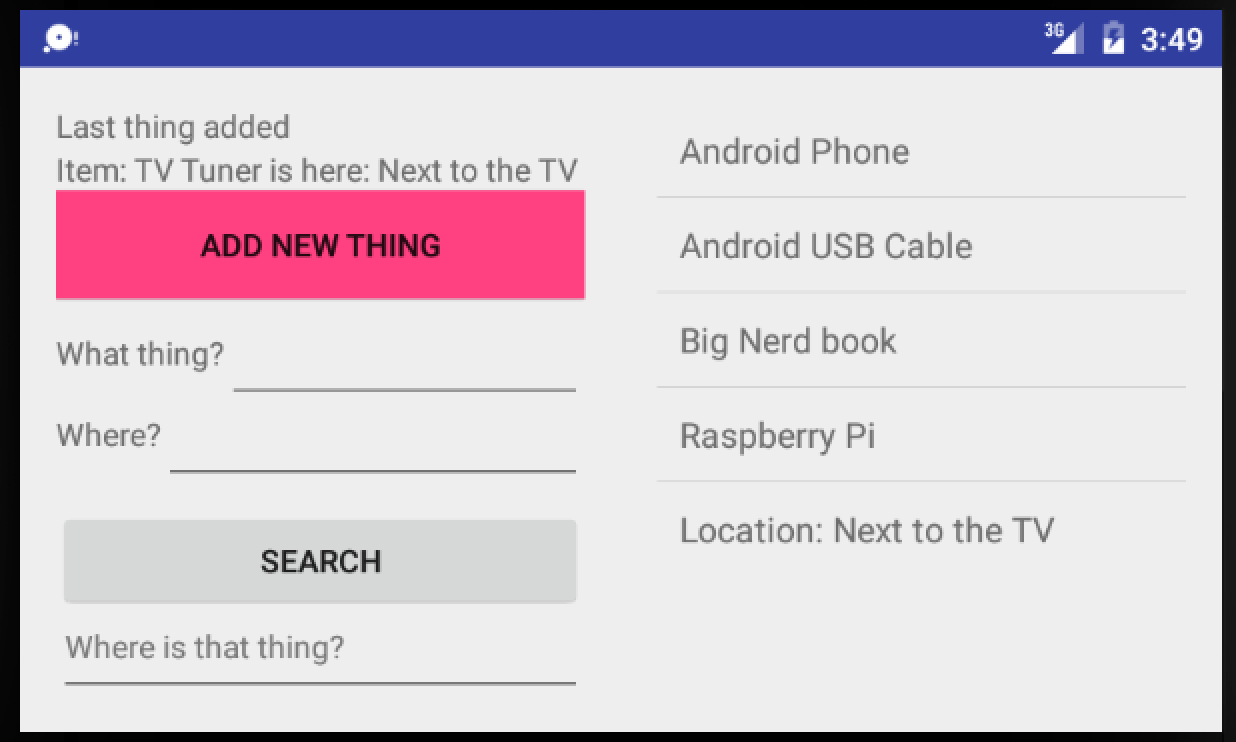 3G 3:49
Last thing added
Item: TV Tuner is here: Next to the TV
ADD NEW THING
What thing?
Where?
SEARCH
Where is that thing?
Android Phone
Android USB Cable
Big Nerd book
Raspberry Pi
Location: Next to the TV